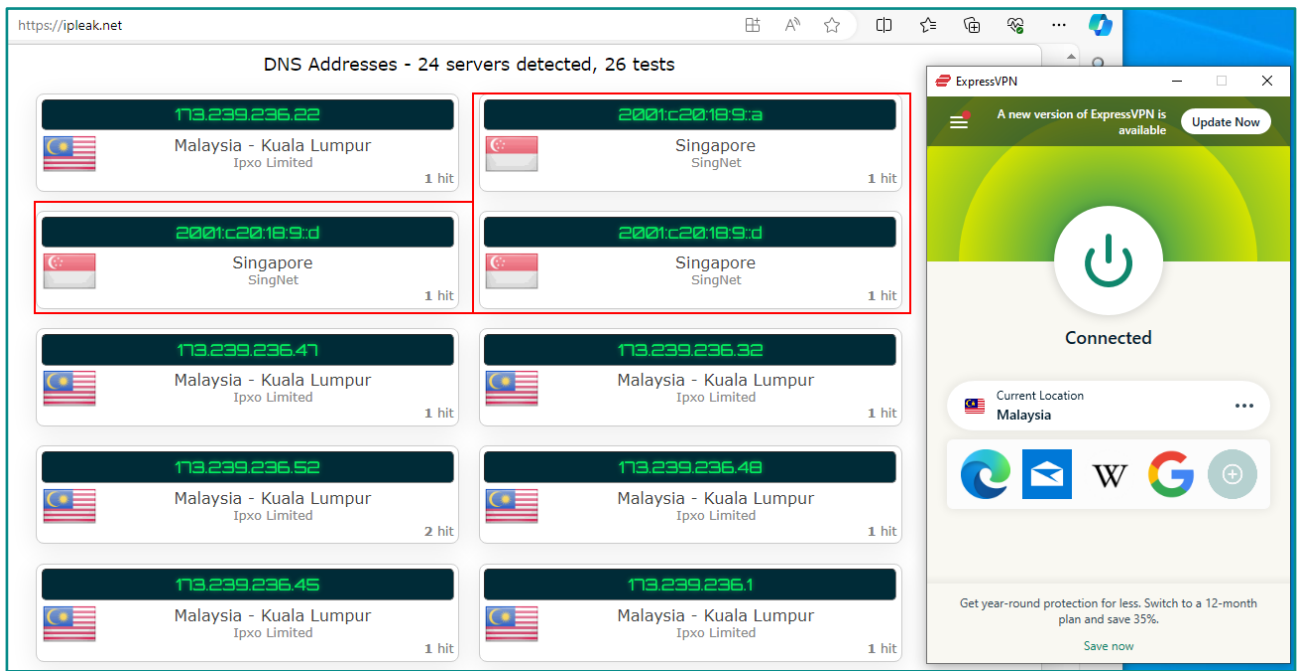 https://ipleak.net
DNS Addresses - 24 servers detected, 26 tests
173.239.236.22
Malaysia - Kuala Lumpur
Ipxo Limited
1 hit
2001:c20:18:9::a
Singapore
SingNet
1 hit
2001:c20:18:9::d
Singapore
SingNet
1 hit
2001:c20:18:9::d
Singapore
SingNet
1 hit
173.239.236.47
Malaysia - Kuala Lumpur
Ipxo Limited
1 hit
173.239.236.32
Malaysia - Kuala Lumpur
Ipxo Limited
1 hit
173.239.236.52
Malaysia - Kuala Lumpur
Ipxo Limited
2 hit
173.239.236.48
Malaysia - Kuala Lumpur
Ipxo Limited
1 hit
173.239.236.45
Malaysia - Kuala Lumpur
Ipxo Limited
1 hit
173.239.236.1
Malaysia - Kuala Lumpur
Ipxo Limited
1 hit
ExpressVPN
A new version of ExpressVPN is
available
Update Now
Connected
Current Location
Malaysia
W
G
Get year-round protection for less. Switch to a 12-month
plan and save 35%.
Save now